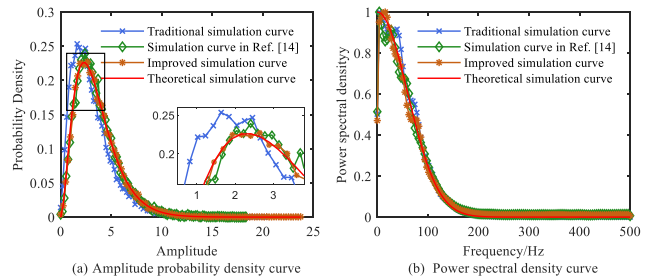 0.3
0.25
0.2
0.15
0.1
0.05
0
Probability Density
Traditional simulation curve
Simulation curve in Ref. [14]
Improved simulation curve
Theoretical simulation curve
0.25
0.2
1 2 3
0 5 10 15 20 25
Amplitude
(a) Amplitude probability density curve
1
0.8
0.6
0.4
0.2
0
Power spectral densityy
Traditional simulation curve
Simulation curve in Ref. [14]
Improved simulation curve
Theoretical simulation curve
0 100 200 300 400 500
Frequency/Hz
(b) Power spectral density curve